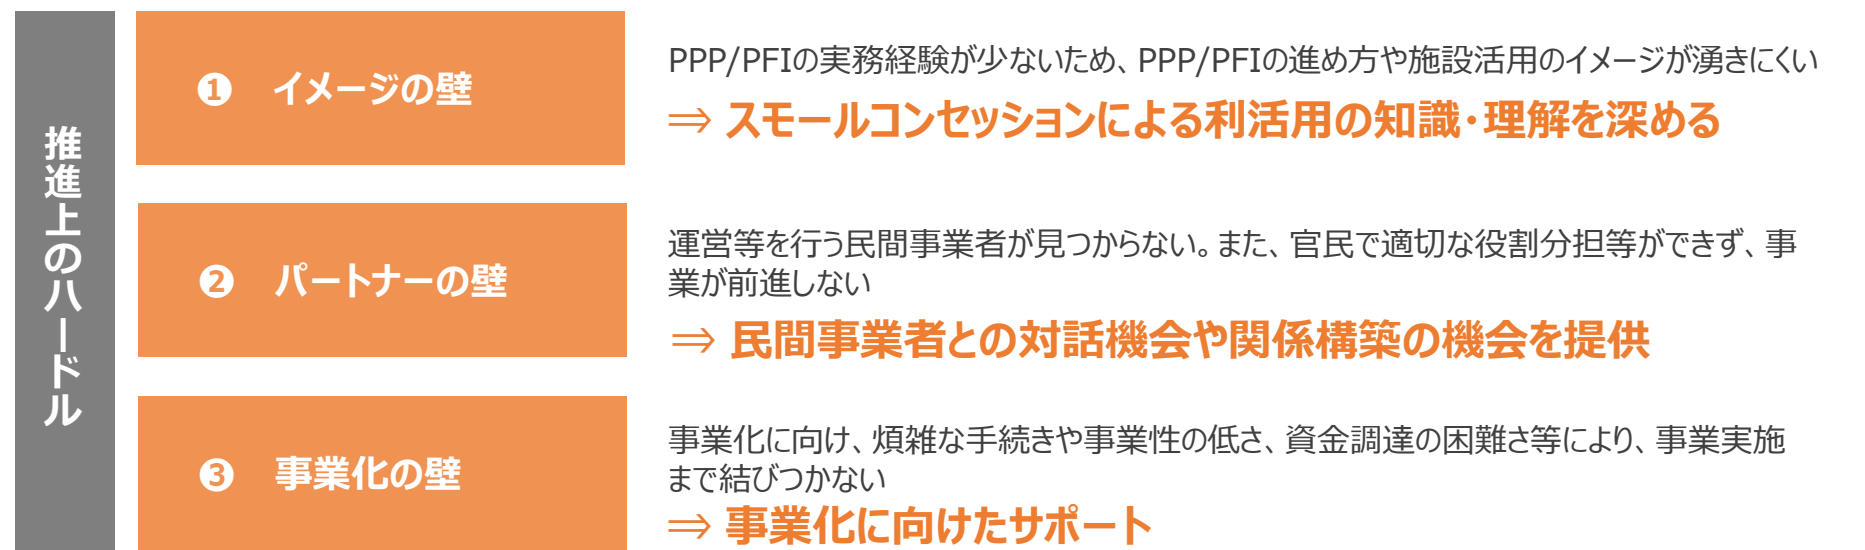 推進上のハードル
❶ イメージの壁
PPP/PFIの実務経験が少ないため、PPP/PFIの進め方や施設活用のイメージが湧きにくい
⇒ スモールコンセッションによる利活用の知識・理解を深める
❷ パートナーの壁
運営等を行う民間事業者が見つからない。また、官民で適切な役割分担等ができず、事
業が前進しない
⇒ 民間事業者との対話機会や関係構築の機会を提供
❸ 事業化の壁
事業化に向け、煩雑な手続きや事業性の低さ、資金調達の困難さ等により、事業実施
まで結びつかない
⇒ 事業化に向けたサポート